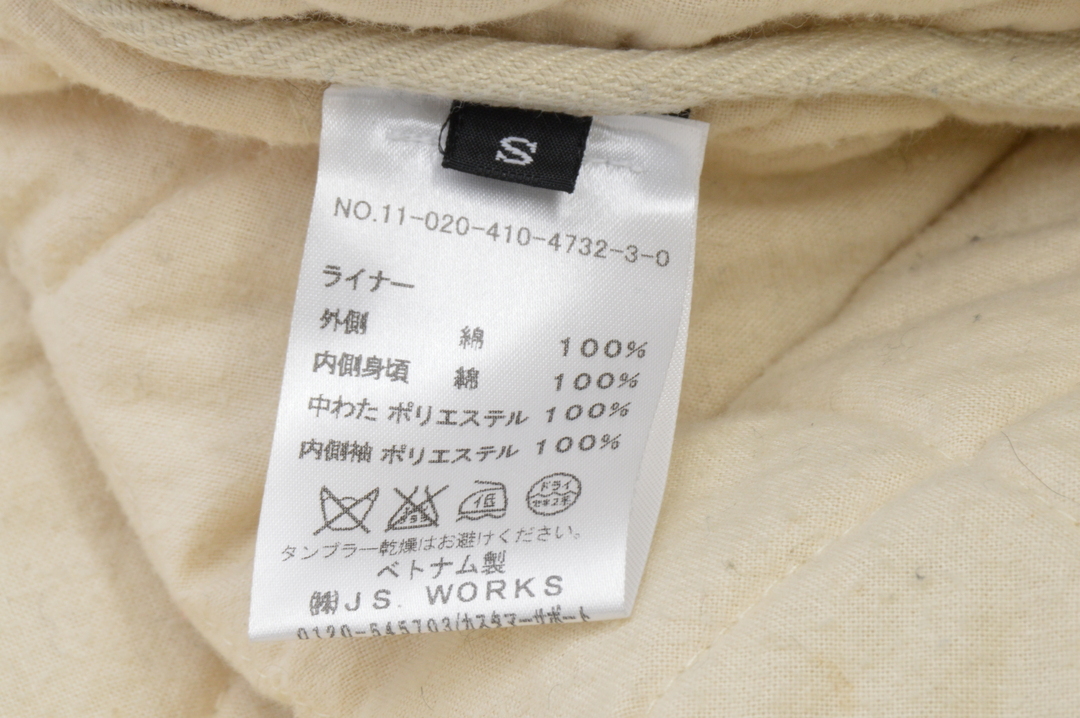 S
NO.11-020-410-4732-3-0
ライナー
外側 綿 100%
内側身頃 綿 100%
中わた ポリエステル 100%
内側袖 ポリエステル 100%
低 ドライ セキユ系
タンブラー乾燥はお避けください。
ベトナム製
㈱JS. WORKS
0120-545703/カスタマーサポート